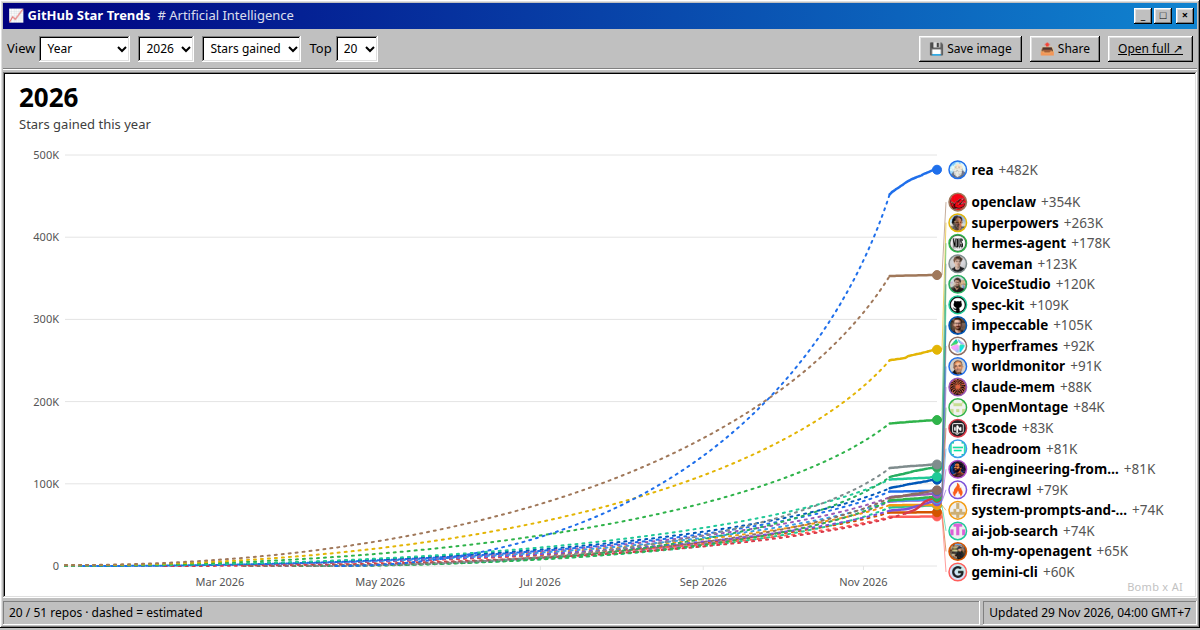 GitHub Star Trends # Artificial Intelligence
View Year 2026 Stars gained Top 20 Save image Share Open full ↗
2026
Stars gained this year
500K
400K
300K
200K
100K
0
Mar 2026 May 2026 Jul 2026 Sep 2026 Nov 2026
rea +482K
openclaw +354K
superpowers +263K
hermes-agent +178K
caveman +123K
VoiceStudio +120K
spec-kit +109K
impeccable +105K
hyperframes +92K
worldmonitor +91K
claude-mem +88K
OpenMontage +84K
t3code +83K
headroom +81K
ai-engineering-from... +81K
firecrawl +79K
system-prompts-and-... +74K
ai-job-search +74K
oh-my-openagent +65K
gemini-cli +60K
Bomb x AI
20 / 51 repos · dashed = estimated
Updated 29 Nov 2026, 04:00 GMT+7